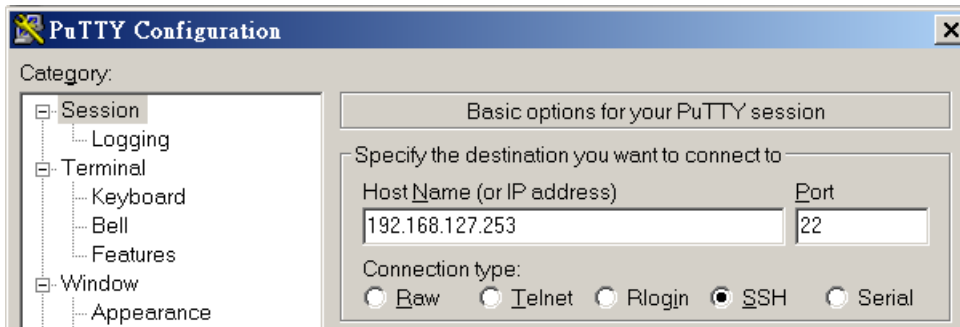 PuTTY Configuration
Category:
Session
Logging
Terminal
Keyboard
Bell
Features
Window
Appearance
Basic options for your PuTTY session
Specify the destination you want to connect to
Host Name (or IP address) Port
192.168.127.253 22
Connection type:
Raw Telnet Rlogin SSH Serial